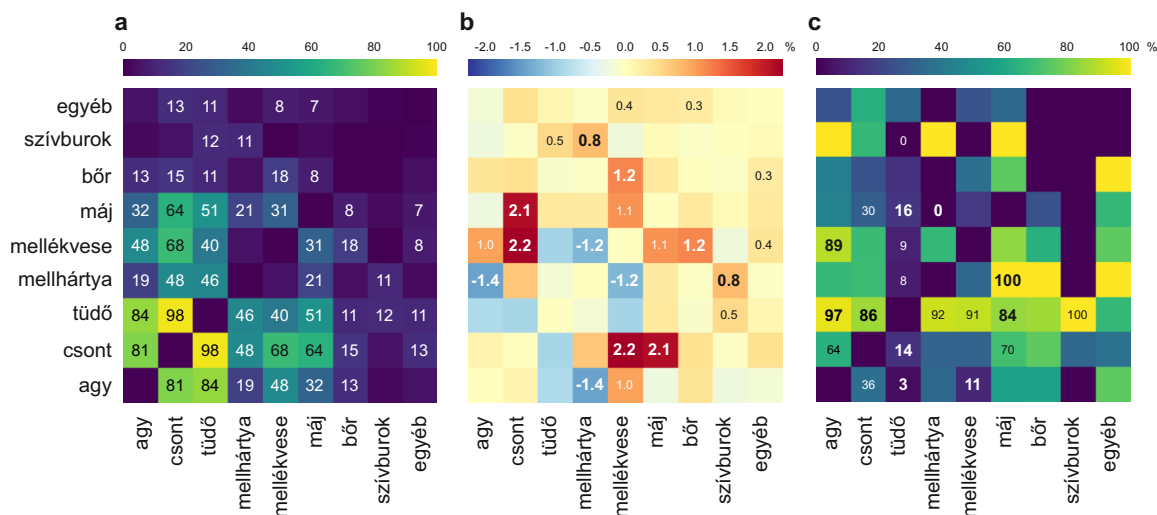 a b c
0 20 40 60 80 100
-2.0 -1.5 -1.0 -0.5 0.0 0.5 1.0 1.5 2.0 %
0 20 40 60 80 100 %
egyéb 13 11 8 7 0.4 0.3
szívburok 12 11 0.5 0.8 0
bőr 13 15 11 18 8 1.2 0.3
máj 32 64 51 21 31 8 7 2.1 1.1 30 16 0
mellékvese 48 68 40 31 18 8 1.0 2.2 -1.2 1.1 1.2 0.4 89 9
mellhártya 19 48 46 21 11 -1.4 -1.2 0.8 8 100
tüdő 84 98 46 40 51 11 12 11 0.5 97 86 92 91 84 100
csont 81 98 48 68 64 15 13 2.2 2.1 64 14 70
agy 81 84 19 48 32 13 -1.4 1.0 36 3 11
agy csont tüdő mellhártya mellékvese máj bőr szívburok egyéb
agy csont tüdő mellhártya mellékvese máj bőr szívburok egyéb
agy csont tüdő mellhártya mellékvese máj bőr szívburok egyéb